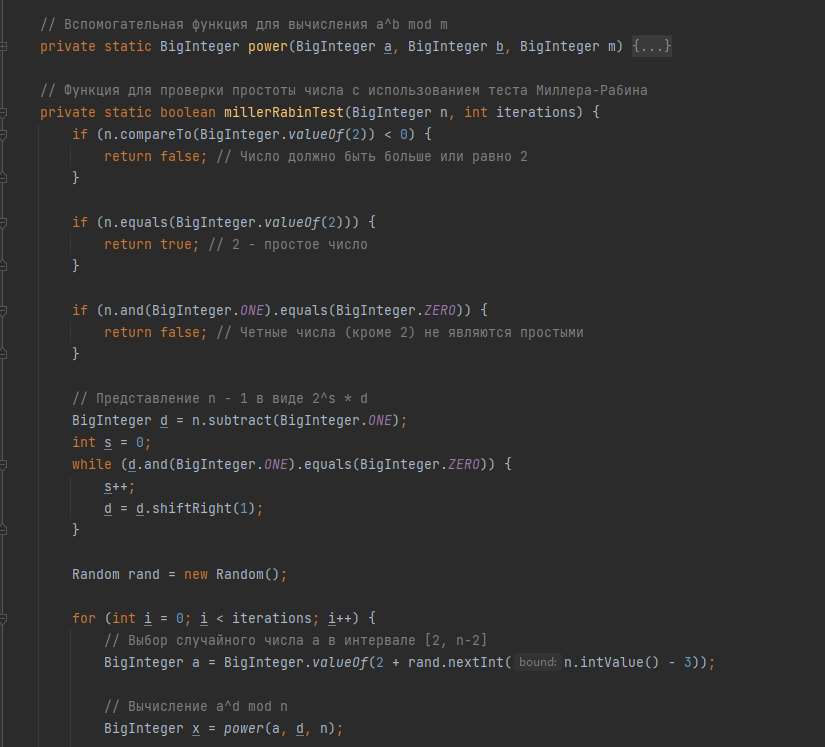 // Вспомогательная функция для вычисления a^b mod m
private static BigInteger power(BigInteger a, BigInteger b, BigInteger m) {...}
// Функция для проверки простоты числа с использованием теста Миллера-Рабина
private static boolean millerRabinTest(BigInteger n, int iterations) {
if (n.compareTo(BigInteger.valueOf(2)) < 0) {
return false; // Число должно быть больше или равно 2
}
if (n.equals(BigInteger.valueOf(2))) {
return true; // 2 - простое число
}
if (n.and(BigInteger.ONE).equals(BigInteger.ZERO)) {
return false; // Четные числа (кроме 2) не являются простыми
}
// Представление n - 1 в виде 2^s * d
BigInteger d = n.subtract(BigInteger.ONE);
int s = 0;
while (d.and(BigInteger.ONE).equals(BigInteger.ZERO)) {
s++;
d = d.shiftRight(1);
}
Random rand = new Random();
for (int i = 0; i < iterations; i++) {
// Выбор случайного числа a в интервале [2, n-2]
BigInteger a = BigInteger.valueOf(2 + rand.nextInt( bound: n.intValue() - 3));
// Вычисление a^d mod n
BigInteger x = power(a, d, n);